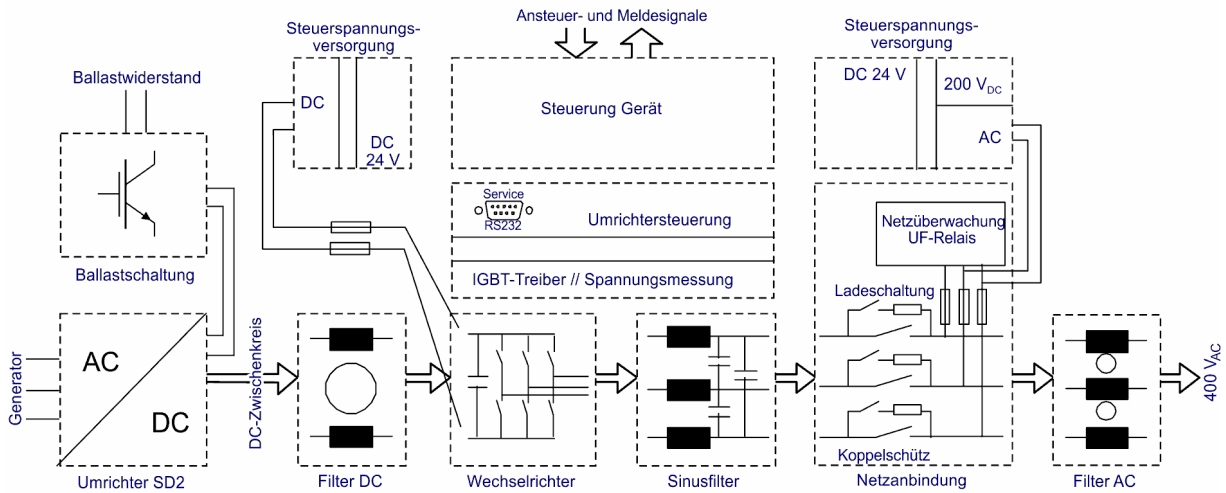 Ansteuer- und Meldesignale
Steuerspannungs-
versorgung
Steuerspannungs-
versorgung
Ballastwiderstand
DC
DC
24 V
Steuerung Gerät
DC 24 V
200 VDC
AC
Service
RS232
Umrichtersteuerung
Netzüberwachung
UF-Relais
Ballastschaltung
IGBT-Treiber // Spannungsmessung
Ladeschaltung
Generator
AC
DC
DC-Zwischenkreis
Koppelschütz
400 VAC
Umrichter SD2
Filter DC
Wechselrichter
Sinusfilter
Netzanbindung
Filter AC